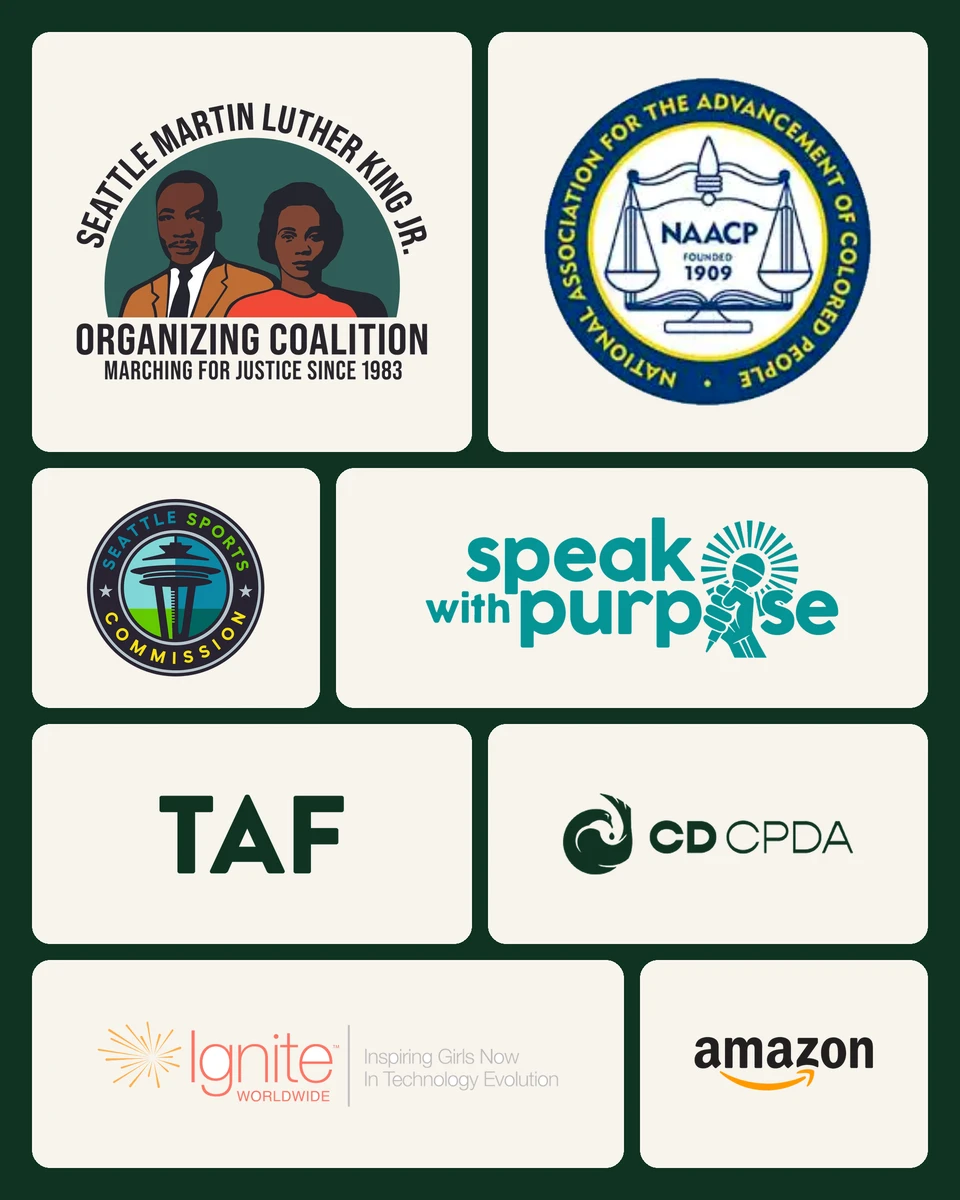 SEATTLE MARTIN LUTHER KING JR.
ORGANIZING COALITION
MARCHING FOR JUSTICE SINCE 1983
NATIONAL ASSOCIATION FOR THE ADVANCEMENT OF COLORED PEOPLE •
NAACP
FOUNDED
1909
SEATTLE SPORTS
COMMISSION
speak
with purpose
TAF
CD CPDA
Ignite™
WORLDWIDE
Inspiring Girls Now
In Technology Evolution
amazon